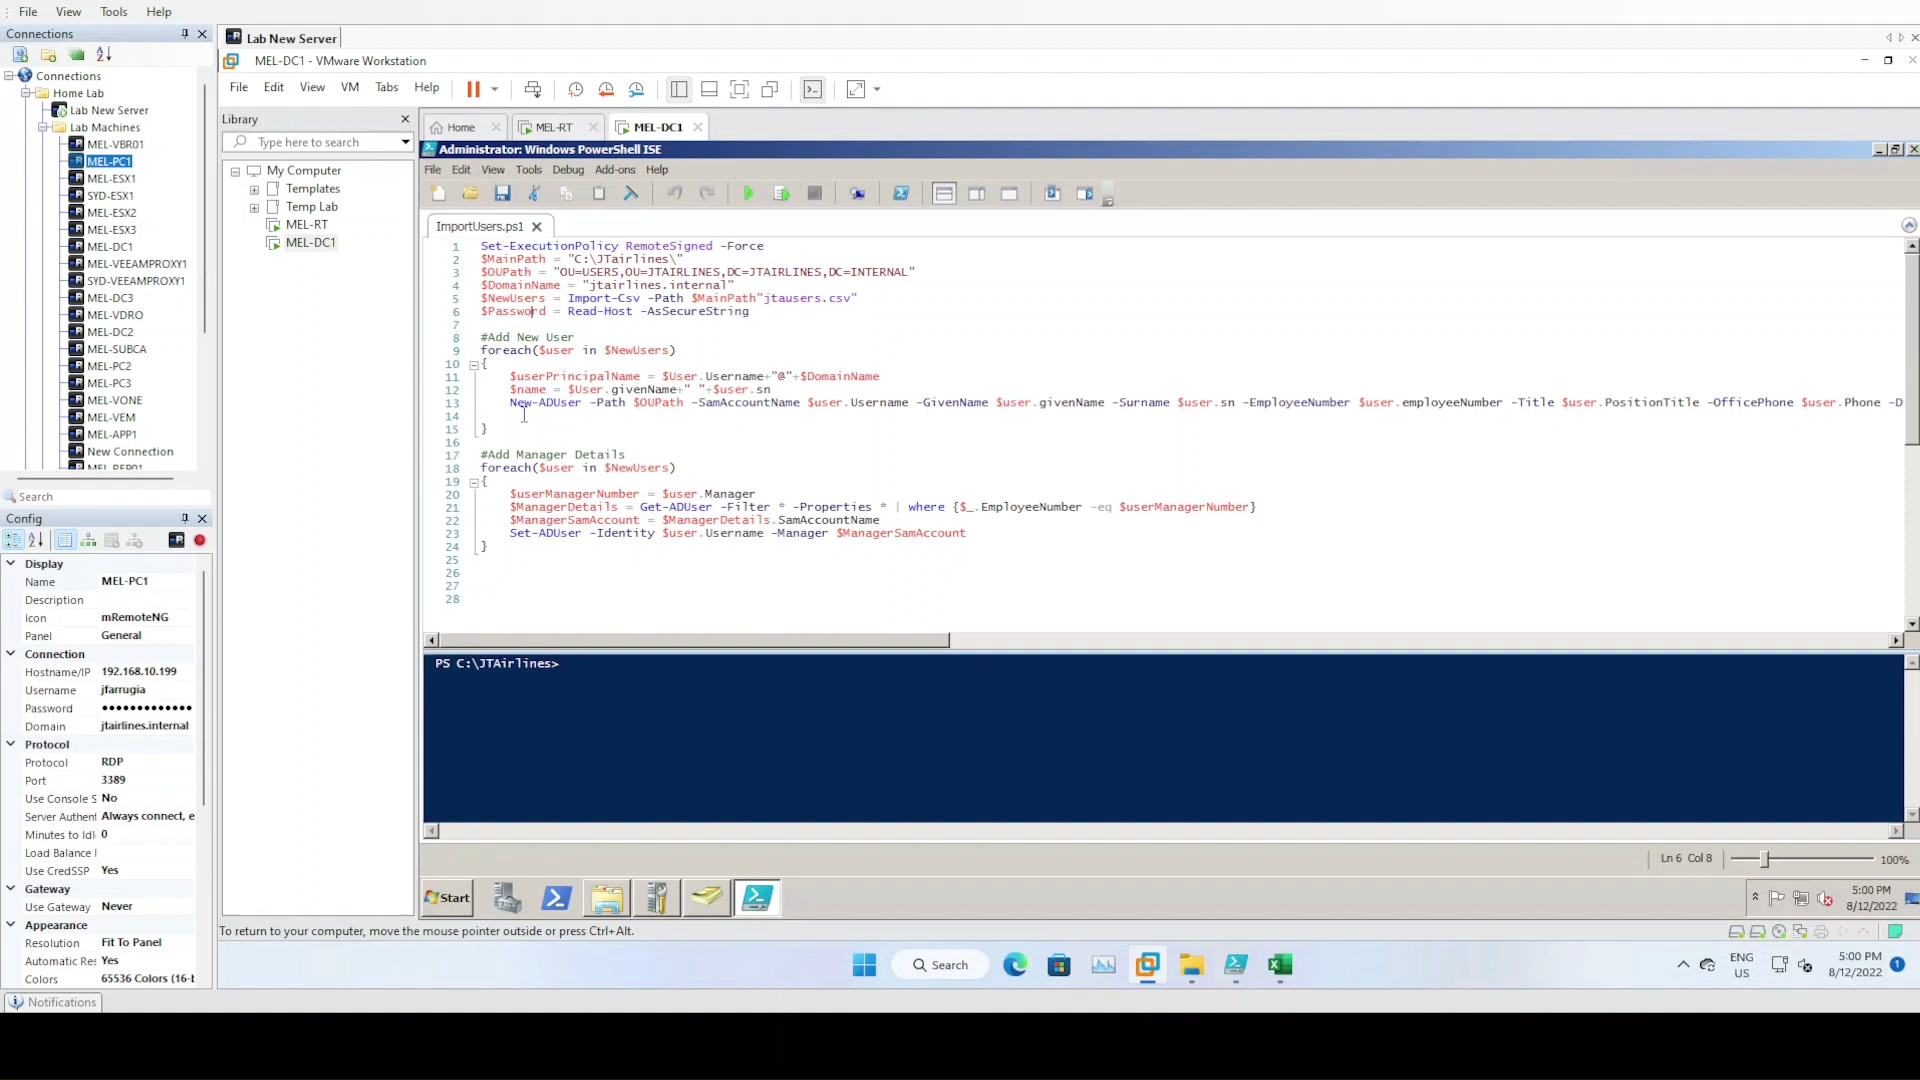 File View Tools Help
Connections
Connections
Home Lab
Lab New Server
Lab Machines
MEL-VBR01
MEL-PC1
MEL-ESX1
SYD-ESX1
MEL-ESX2
MEL-ESX3
MEL-DC1
MEL-VEEAMPROXY1
SYD-VEEAMPROXY1
MEL-DC3
MEL-VDRO
MEL-DC2
MEL-SUBCA
MEL-PC2
MEL-PC3
MEL-VONE
MEL-VEM
MEL-APP1
New Connection
MEL-REP01
Search
Config
Display
Name MEL-PC1
Description
Icon mRemoteNG
Panel General
Connection
Hostname/IP 192.168.10.199
Username jfarrugia
Password ●●●●●●●●●●●●●
Domain jtairlines.internal
Protocol
Protocol RDP
Port 3389
Use Console S No
Server Authent Always connect, e
Minutes to Idl 0
Load Balance I
Use CredSSP Yes
Gateway
Use Gateway Never
Appearance
Resolution Fit To Panel
Automatic Res Yes
Colors 65536 Colors (16-b
Notifications
Lab New Server
MEL-DC1 - VMware Workstation
File Edit View VM Tabs Help
Library
Type here to search
My Computer
Templates
Temp Lab
MEL-RT
MEL-DC1
Home MEL-RT MEL-DC1
Administrator: Windows PowerShell ISE
File Edit View Tools Debug Add-ons Help
ImportUsers.ps1
1 Set-ExecutionPolicy RemoteSigned -Force
2 $MainPath = "C:\JTairlines\"
3 $OUPath = "OU=USERS,OU=JTAIRLINES,DC=JTAIRLINES,DC=INTERNAL"
4 $DomainName = "jtairlines.internal"
5 $NewUsers = Import-Csv -Path $MainPath"jtausers.csv"
6 $Password = Read-Host -AsSecureString
7
8 #Add New User
9 foreach($user in $NewUsers)
10 {
11 $userPrincipalName = $User.Username+"@"+$DomainName
12 $name = $User.givenName+" "+$user.sn
13 New-ADUser -Path $OUPath -SamAccountName $user.Username -GivenName $user.givenName -Surname $user.sn -EmployeeNumber $user.employeeNumber -Title $user.PositionTitle -OfficePhone $user.Phone -D
14
15 }
16
17 #Add Manager Details
18 foreach($user in $NewUsers)
19 {
20 $userManagerNumber = $user.Manager
21 $ManagerDetails = Get-ADUser -Filter * -Properties * | where {$_.EmployeeNumber -eq $userManagerNumber}
22 $ManagerSamAccount = $ManagerDetails.SamAccountName
23 Set-ADUser -Identity $user.Username -Manager $ManagerSamAccount
24 }
25
26
27
28
PS C:\JTAirlines>
Ln 6 Col 8 100%
Start
5:00 PM
8/12/2022
To return to your computer, move the mouse pointer outside or press Ctrl+Alt.
Search
ENG
US
5:00 PM
8/12/2022
1